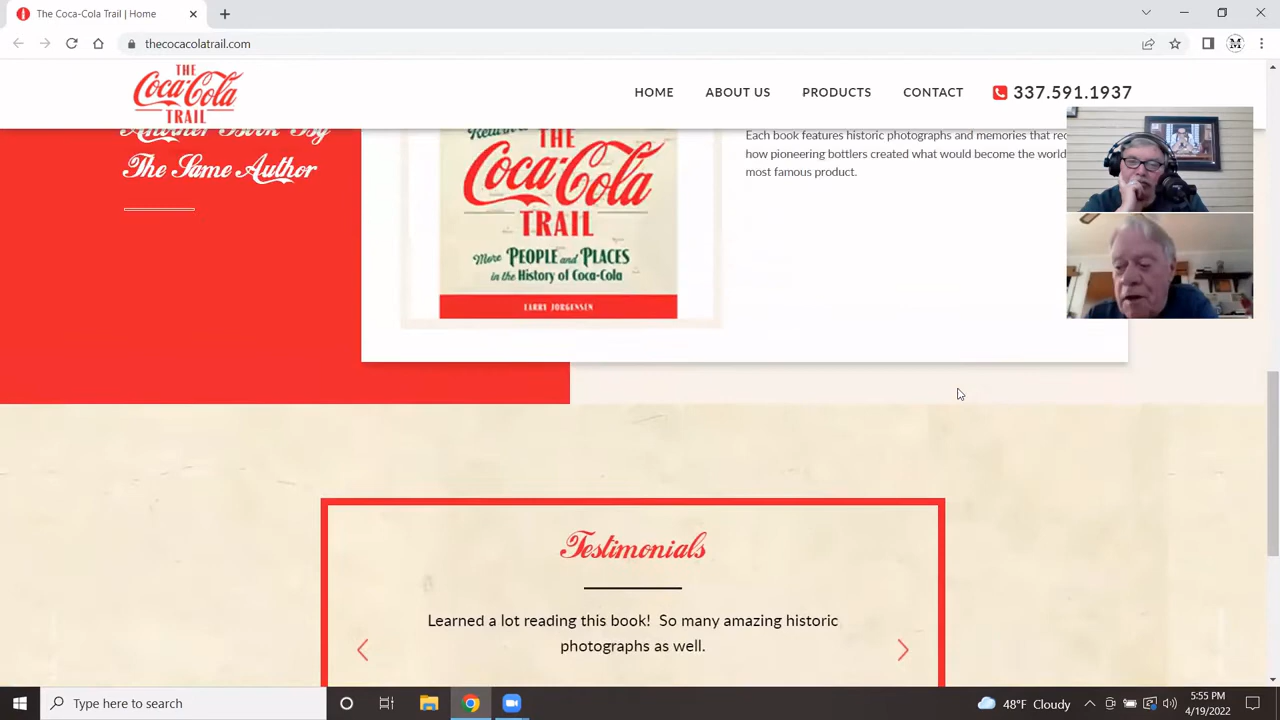 The Coca-Cola Trail | Home
thecocacolatrail.com
THE
Coca-Cola
TRAIL
HOME
ABOUT US
PRODUCTS
CONTACT
337.591.1937
Another Book By
The Same Author
THE
Coca-Cola
TRAIL
More PEOPLE and PLACES
in the History of Coca-Cola
LARRY JORGENSEN
Each book features historic photographs and memories that
how pioneering bottlers created what would become the world
most famous product.
Testimonials
Learned a lot reading this book! So many amazing historic
photographs as well.
Type here to search
48°F Cloudy
5:55 PM
4/19/2022